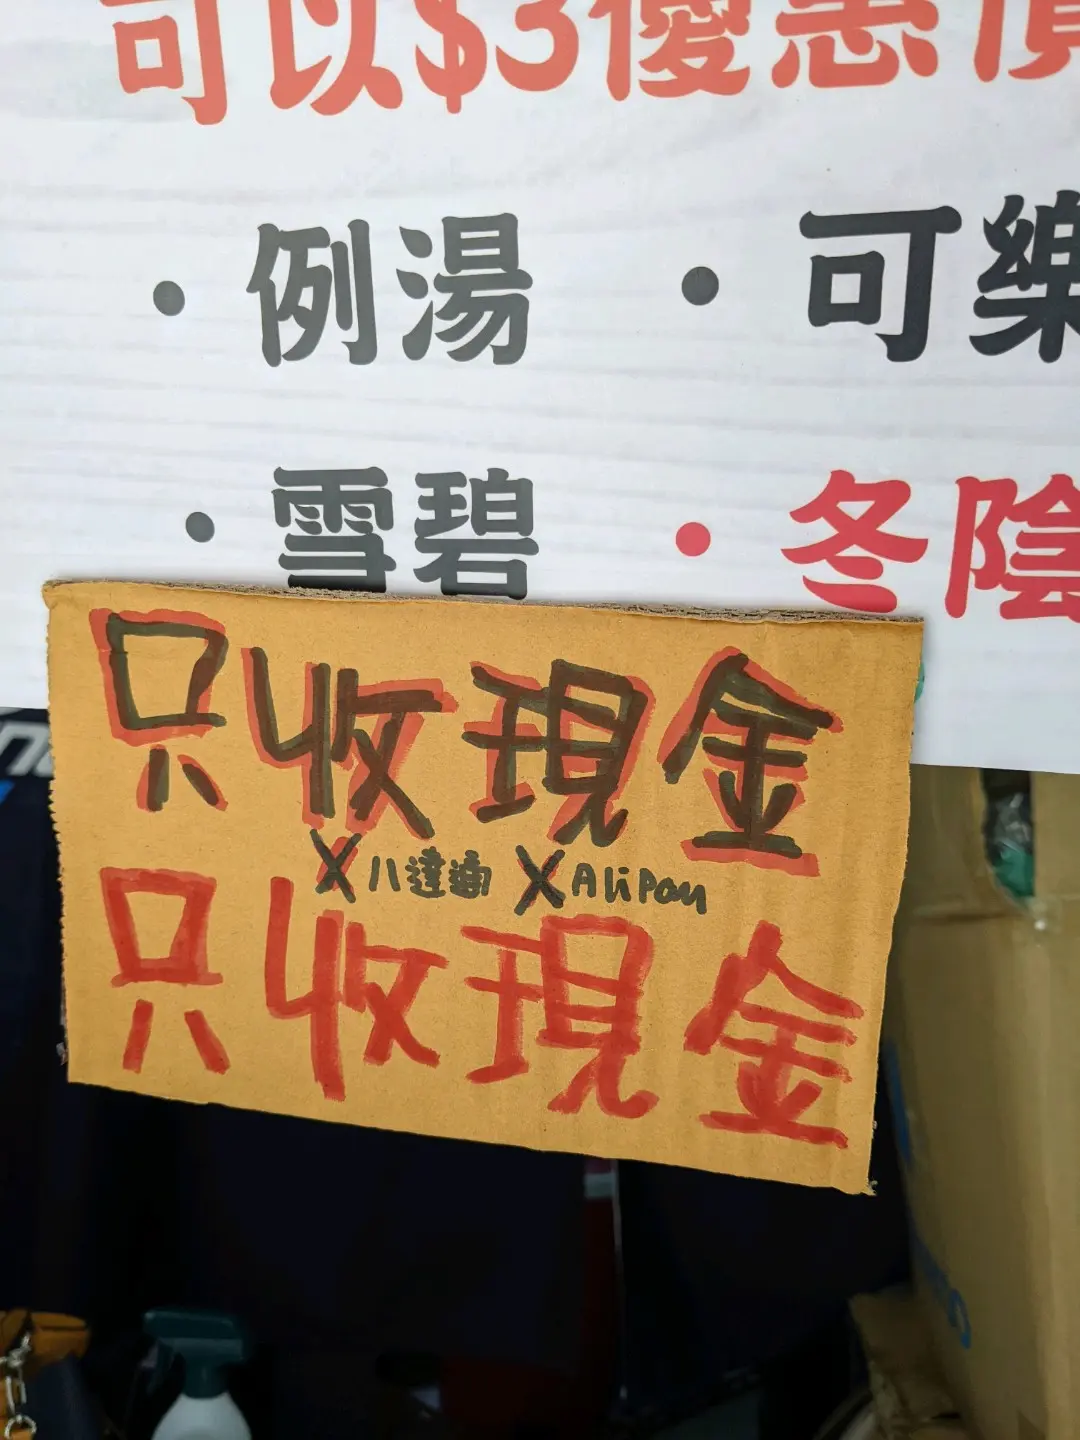 可以$3優惠價
・例湯 ・可樂
・雪碧 ・冬陰
只收現金
X八達通 XAliPay
只收現金